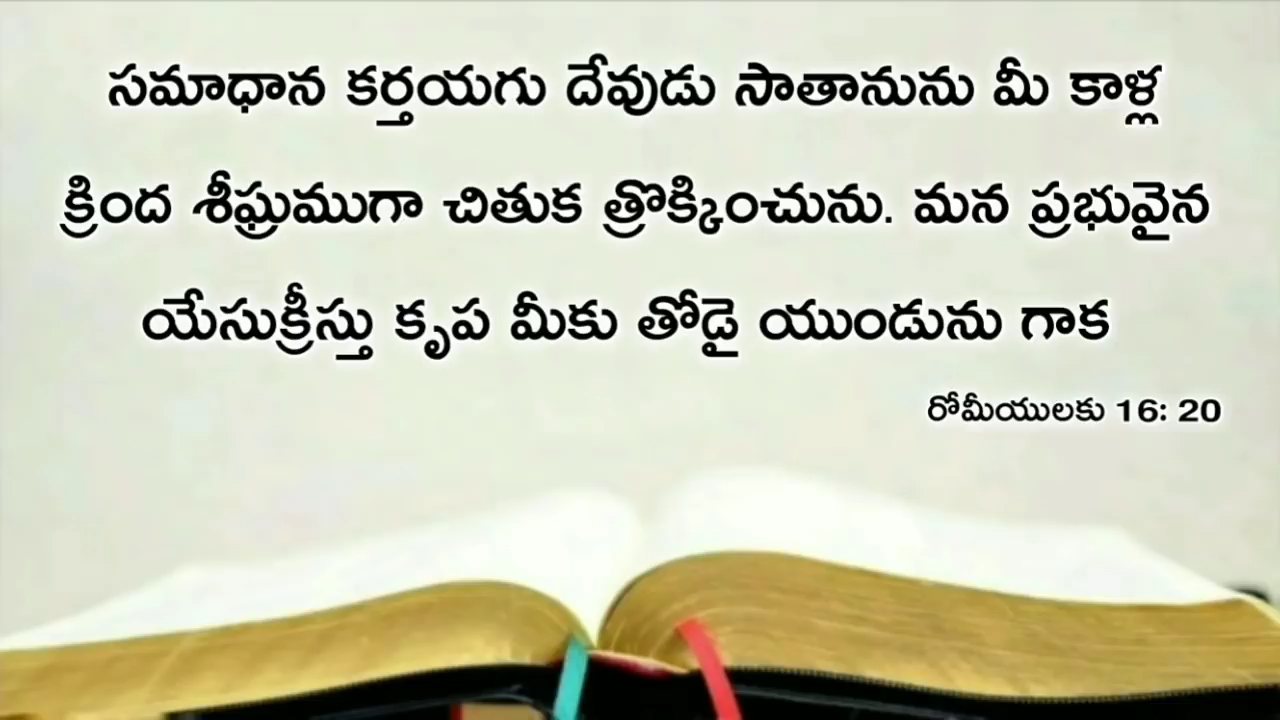 సమాధాన కర్తయగు దేవుడు సాతానును మీ కాళ్ల
క్రింద శీఘ్రముగా చితుక త్రొక్కించును. మన ప్రభువైన
యేసుక్రీస్తు కృప మీకు తోడై యుండును గాక
రోమీయులకు 16: 20